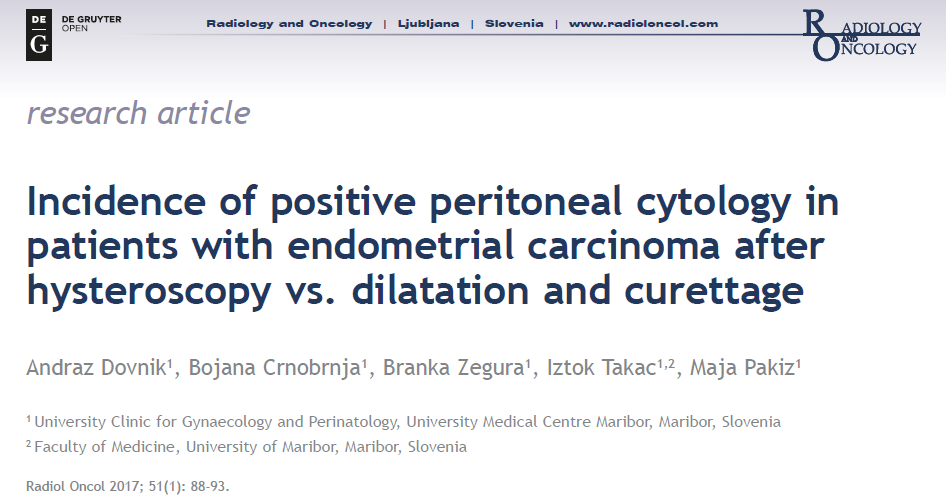 DE
G
DE GRUYTER
OPEN
Radiology and Oncology | Ljubljana | Slovenia | www.radioloncol.com
RADIOLOGY
AND
ONCOLOGY
research article
Incidence of positive peritoneal cytology in
patients with endometrial carcinoma after
hysteroscopy vs. dilatation and curettage
Andraz Dovnik¹, Bojana Crnobrnja¹, Branka Zegura¹, Iztok Takac¹,², Maja Pakiz¹
¹ University Clinic for Gynaecology and Perinatology, University Medical Centre Maribor, Maribor, Slovenia
² Faculty of Medicine, University of Maribor, Maribor, Slovenia
Radiol Oncol 2017; 51(1): 88-93.